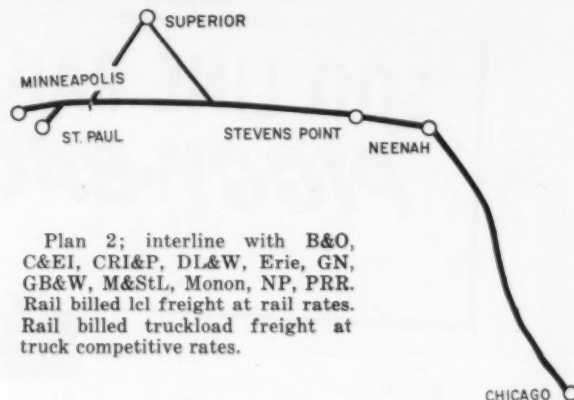 SUPERIOR
MINNEAPOLIS
ST. PAUL
STEVENS POINT
NEENAH
Plan 2; interline with B&O,
C&EI, CRI&P, DL&W, Erie, GN,
GB&W, M&StL, Monon, NP, PRR.
Rail billed lcl freight at rail rates.
Rail billed truckload freight at
truck competitive rates.
CHICAGO